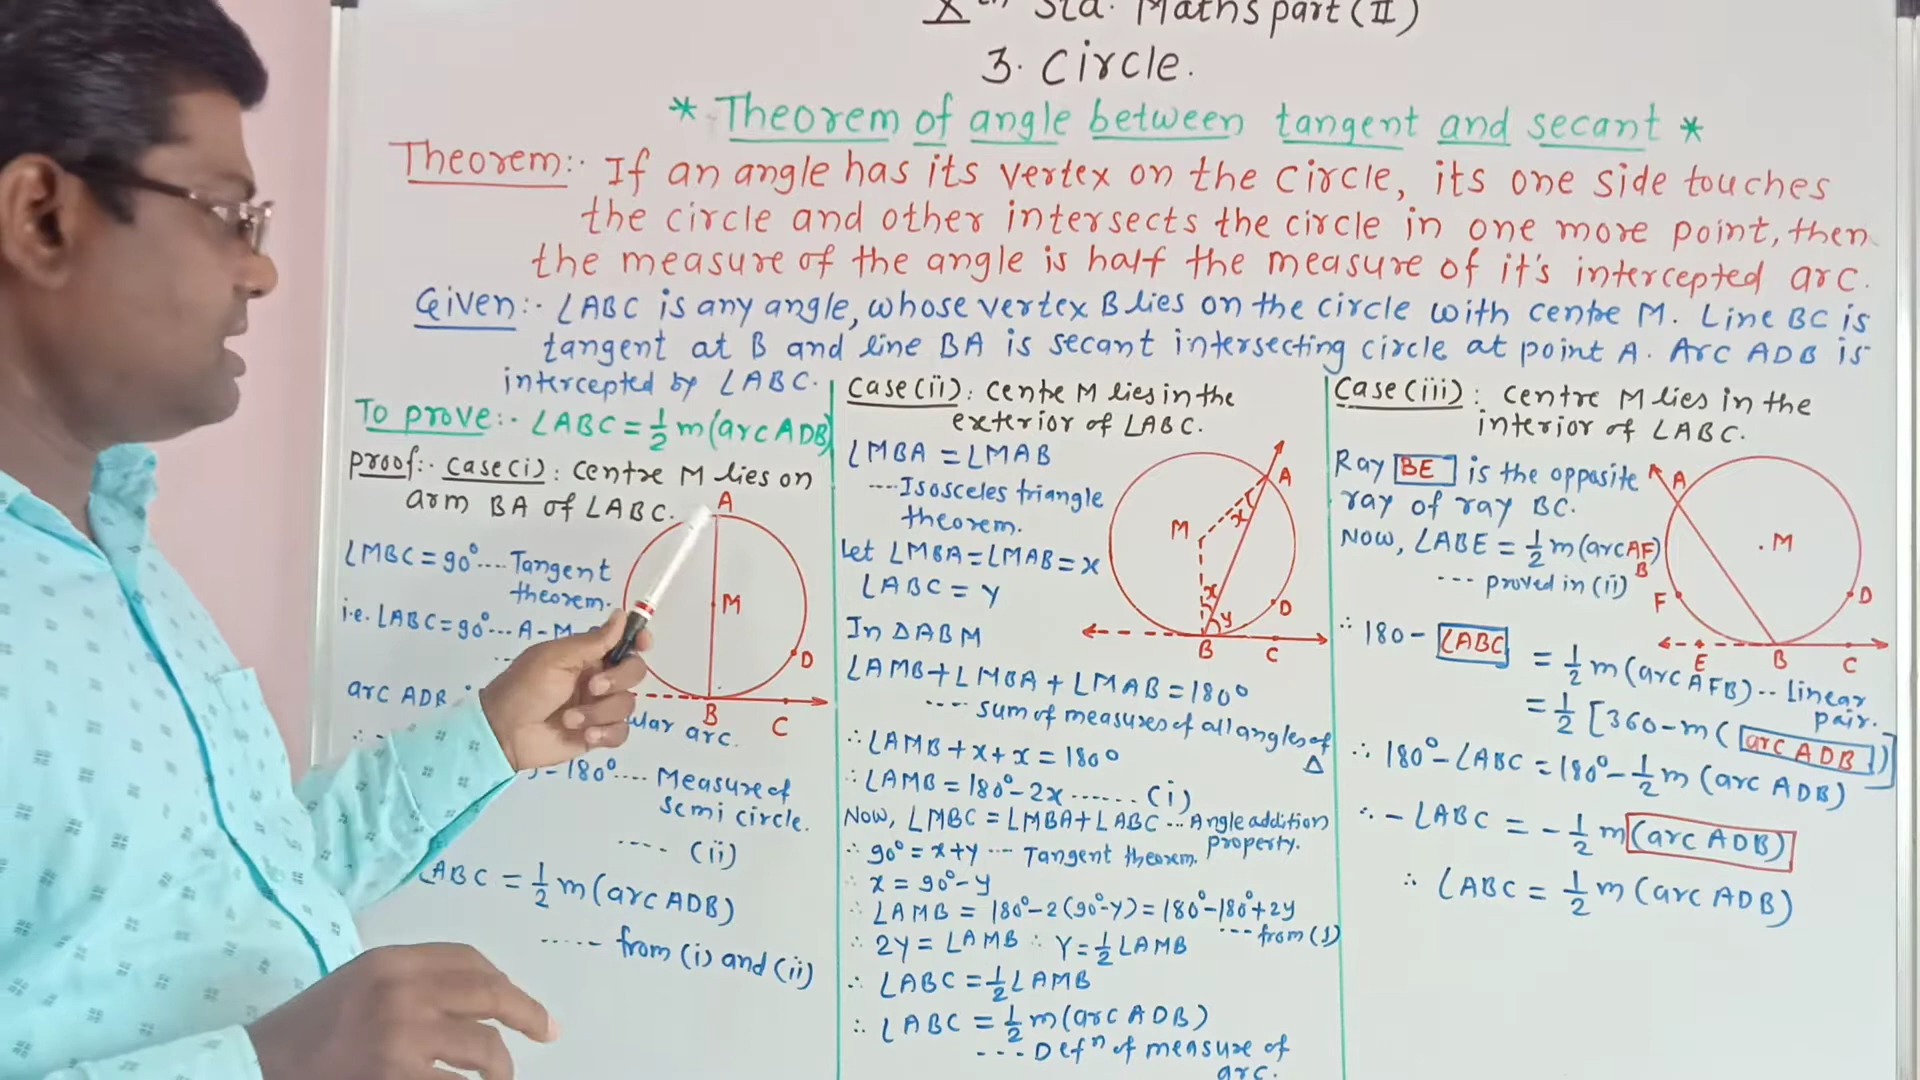 Xth Std. Maths part (II)
3. Circle.
* Theorem of angle between tangent and secant *
Theorem:- If an angle has its vertex on the circle, its one side touches
the circle and other intersects the circle in one more point, then
the measure of the angle is half the measure of it's intercepted arc.
Given:- ∠ABC is any angle, whose vertex B lies on the circle with centre M. Line BC is
tangent at B and line BA is secant intersecting circle at point A. Arc ADB is
intercepted by ∠ABC.
To prove:- ∠ABC = 1/2 m(arc ADB)
Proof:- Case(i): Centre M lies on
arm BA of ∠ABC.
A
∠MBC = 90° .... Tangent
theorem.
M
i.e. ∠ABC = 90° ... A-M-
D
arc ADB
B
C
ular arc.
- 180° .... Measure of
semi circle.
.... (ii)
∠ABC = 1/2 m(arc ADB)
..... from (i) and (ii)
Case(ii): Centre M lies in the
exterior of ∠ABC.
∠MBA = ∠MAB
.... Isosceles triangle
theorem.
A
x
M
Let ∠MBA = ∠MAB = x
∠ABC = y
x
y
D
B
C
In ΔABM
∠AMB + ∠MBA + ∠MAB = 180°
.... sum of measures of all angles of
Δ
∴ ∠AMB + x + x = 180°
∴ ∠AMB = 180° - 2x ...... (i)
Now, ∠MBC = ∠MBA + ∠ABC ... Angle addition
property.
∴ 90° = x + y .... Tangent theorem.
∴ x = 90° - y
∴ ∠AMB = 180° - 2(90° - y) = 180° - 180° + 2y
.... from (1)
∴ 2y = ∠AMB ∴ y = 1/2 ∠AMB
∴ ∠ABC = 1/2 ∠AMB
∴ ∠ABC = 1/2 m(arc ADB)
.... Defⁿ of measure of
arc.
Case(iii): Centre M lies in the
interior of ∠ABC.
Ray BE is the opposite
ray of ray BC.
A
M
Now, ∠ABE = 1/2 m(arc AF)
B
.... proved in (ii)
F
D
E
B
C
∴ 180 - ∠ABC
= 1/2 m(arc AFB) .. linear
pair.
= 1/2 [360 - m(arc ADB)]
∴ 180° - ∠ABC = 180° - 1/2 m(arc ADB)
∴ - ∠ABC = - 1/2 m(arc ADB)
∴ ∠ABC = 1/2 m(arc ADB)